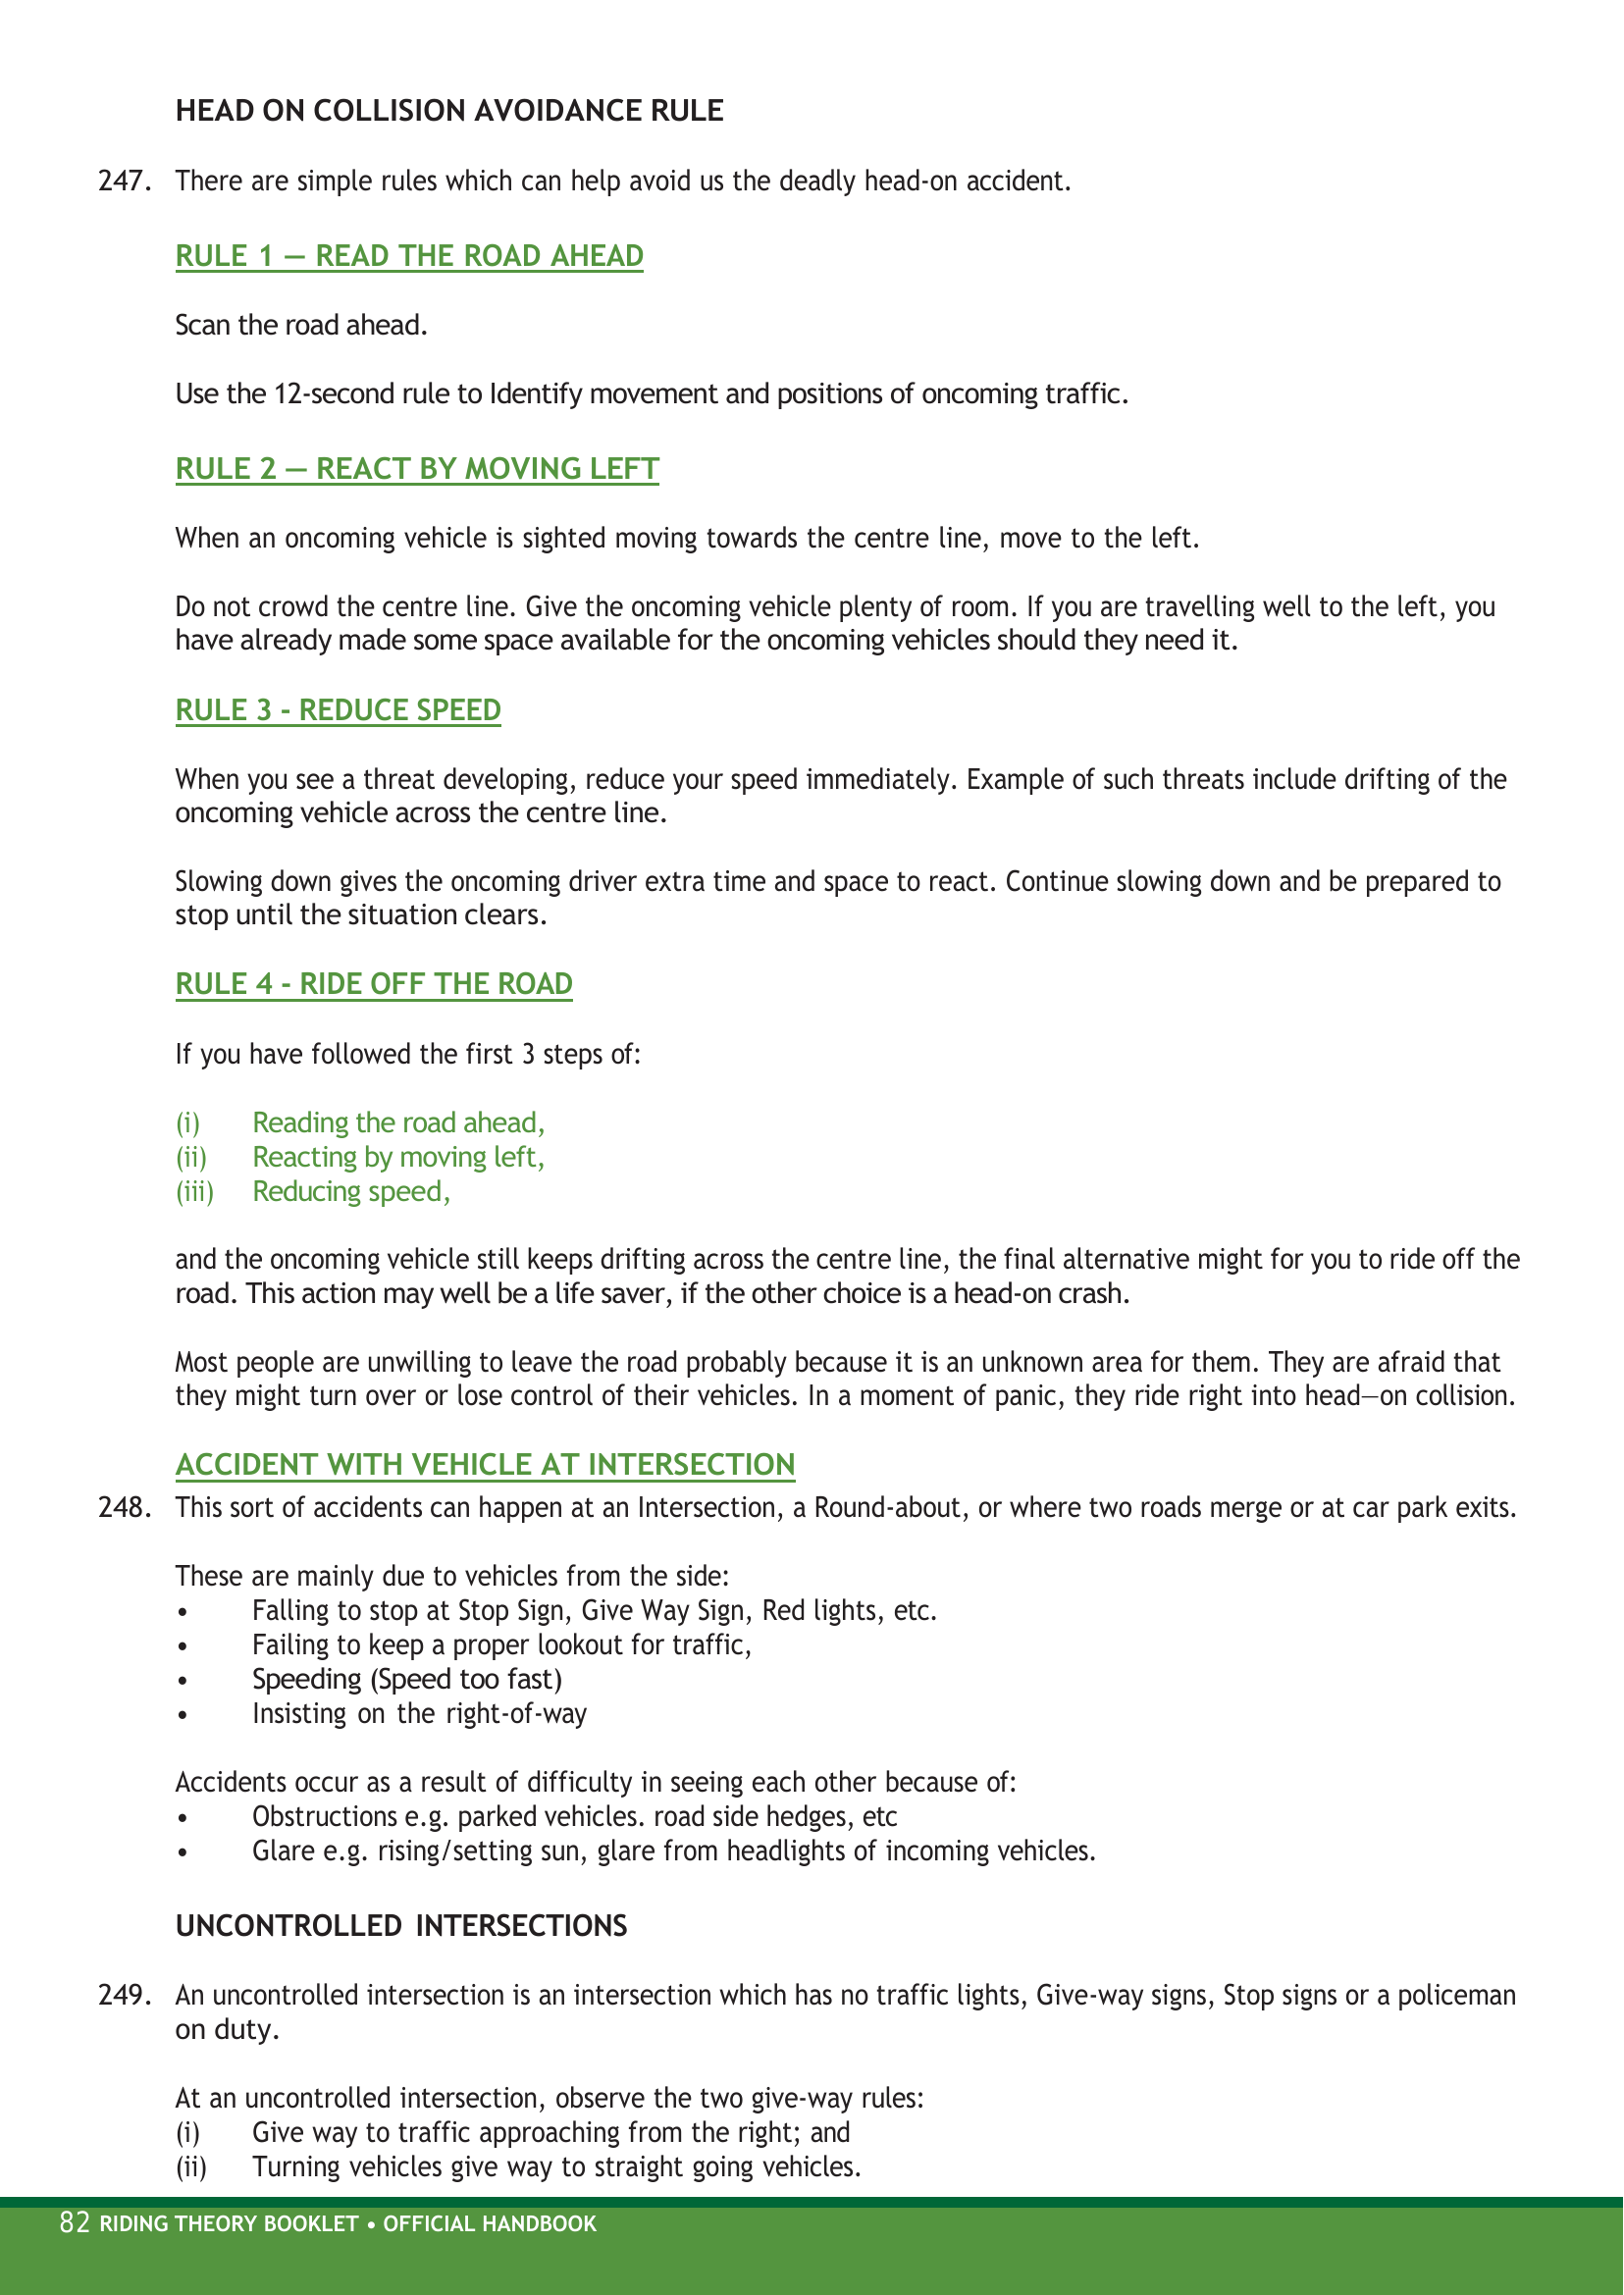 HEAD ON COLLISION AVOIDANCE RULE
247. There are simple rules which can help avoid us the deadly head-on accident.
RULE 1 — READ THE ROAD AHEAD
Scan the road ahead.
Use the 12-second rule to Identify movement and positions of oncoming traffic.
RULE 2 — REACT BY MOVING LEFT
When an oncoming vehicle is sighted moving towards the centre line, move to the left.
Do not crowd the centre line. Give the oncoming vehicle plenty of room. If you are travelling well to the left, you
have already made some space available for the oncoming vehicles should they need it.
RULE 3 - REDUCE SPEED
When you see a threat developing, reduce your speed immediately. Example of such threats include drifting of the
oncoming vehicle across the centre line.
Slowing down gives the oncoming driver extra time and space to react. Continue slowing down and be prepared to
stop until the situation clears.
RULE 4 - RIDE OFF THE ROAD
If you have followed the first 3 steps of:
(i) Reading the road ahead,
(ii) Reacting by moving left,
(iii) Reducing speed,
and the oncoming vehicle still keeps drifting across the centre line, the final alternative might for you to ride off the
road. This action may well be a life saver, if the other choice is a head-on crash.
Most people are unwilling to leave the road probably because it is an unknown area for them. They are afraid that
they might turn over or lose control of their vehicles. In a moment of panic, they ride right into head—on collision.
ACCIDENT WITH VEHICLE AT INTERSECTION
248. This sort of accidents can happen at an Intersection, a Round-about, or where two roads merge or at car park exits.
These are mainly due to vehicles from the side:
• Falling to stop at Stop Sign, Give Way Sign, Red lights, etc.
• Failing to keep a proper lookout for traffic,
• Speeding (Speed too fast)
• Insisting on the right-of-way
Accidents occur as a result of difficulty in seeing each other because of:
• Obstructions e.g. parked vehicles. road side hedges, etc
• Glare e.g. rising/setting sun, glare from headlights of incoming vehicles.
UNCONTROLLED INTERSECTIONS
249. An uncontrolled intersection is an intersection which has no traffic lights, Give-way signs, Stop signs or a policeman
on duty.
At an uncontrolled intersection, observe the two give-way rules:
(i) Give way to traffic approaching from the right; and
(ii) Turning vehicles give way to straight going vehicles.
82 RIDING THEORY BOOKLET • OFFICIAL HANDBOOK